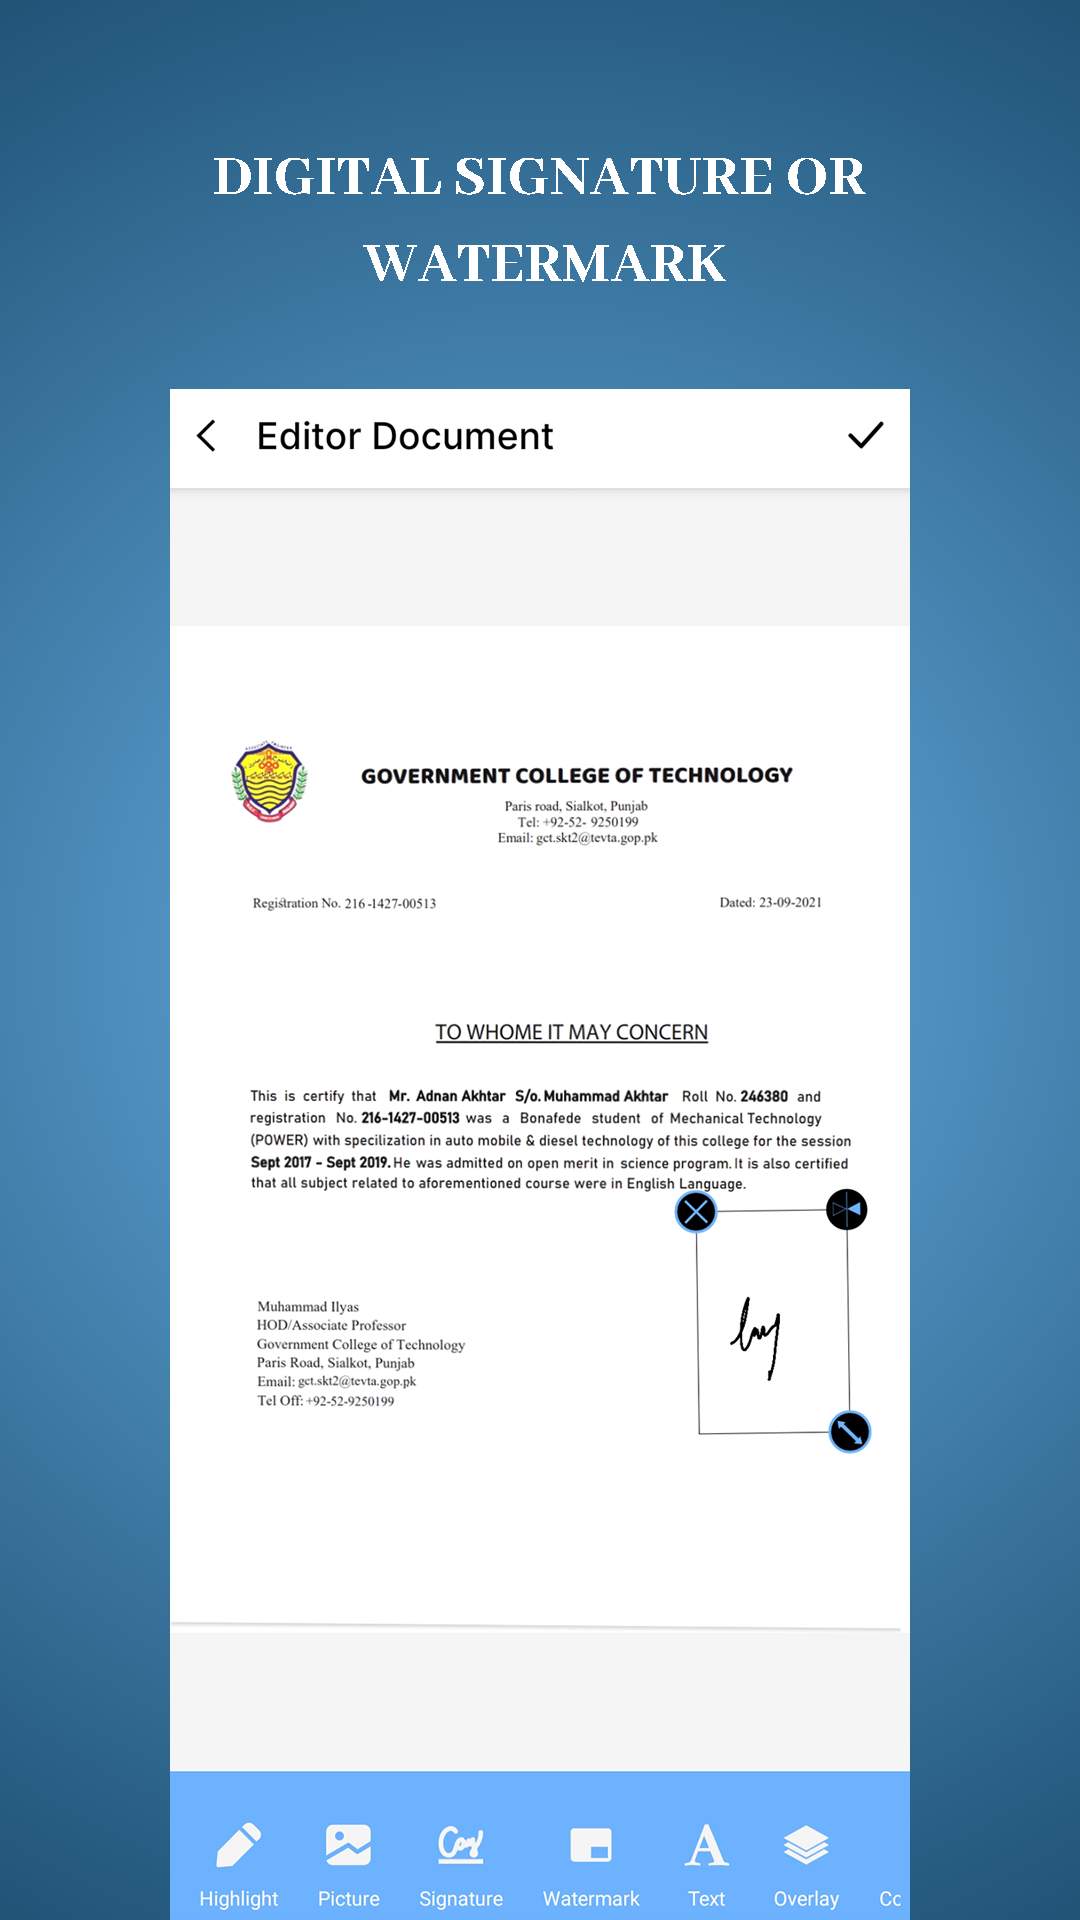 DIGITAL SIGNATURE OR
WATERMARK
Editor Document
GOVERNMENT COLLEGE OF TECHNOLOGY
Paris road, Sialkot, Punjab
Tel: +92-52- 9250199
Email: gct.skt2@tevta.gop.pk
Registration No. 216-1427-00513
Dated: 23-09-2021
TO WHOME IT MAY CONCERN
This is certify that Mr. Adnan Akhtar S/o. Muhammad Akhtar Roll No. 246380 and
registration No. 216-1427-00513 was a Bonafede student of Mechanical Technology
(POWER) with specilization in auto mobile & diesel technology of this college for the session
Sept 2017 - Sept 2019. He was admitted on open merit in science program. It is also certified
that all subject related to aforementioned course were in English Language.
Muhammad Ilyas
HOD/Associate Professor
Government College of Technology
Paris Road, Sialkot, Punjab
Email: gct.skt2@tevta.gop.pk
Tel Off: +92-52-9250199
Highlight
Picture
Signature
Watermark
Text
Overlay
Co